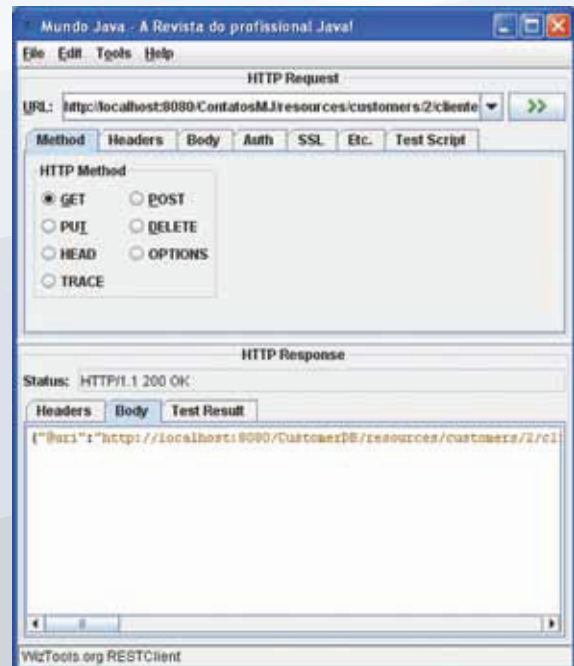 Mundo Java - A Revista do profissional Java!
File Edit Tools Help
HTTP Request
URL: http://localhost:8080/ContatosMJ/resources/customers/2/cliente
>>
Method Headers Body Auth SSL Etc. Test Script
HTTP Method
GET POST
PUT DELETE
HEAD OPTIONS
TRACE
HTTP Response
Status: HTTP/1.1 200 OK
Headers Body Test Result
{"@uri":"http://localhost:8080/CustomerDB/resources/customers/2/cli
WizTools.org RESTClient